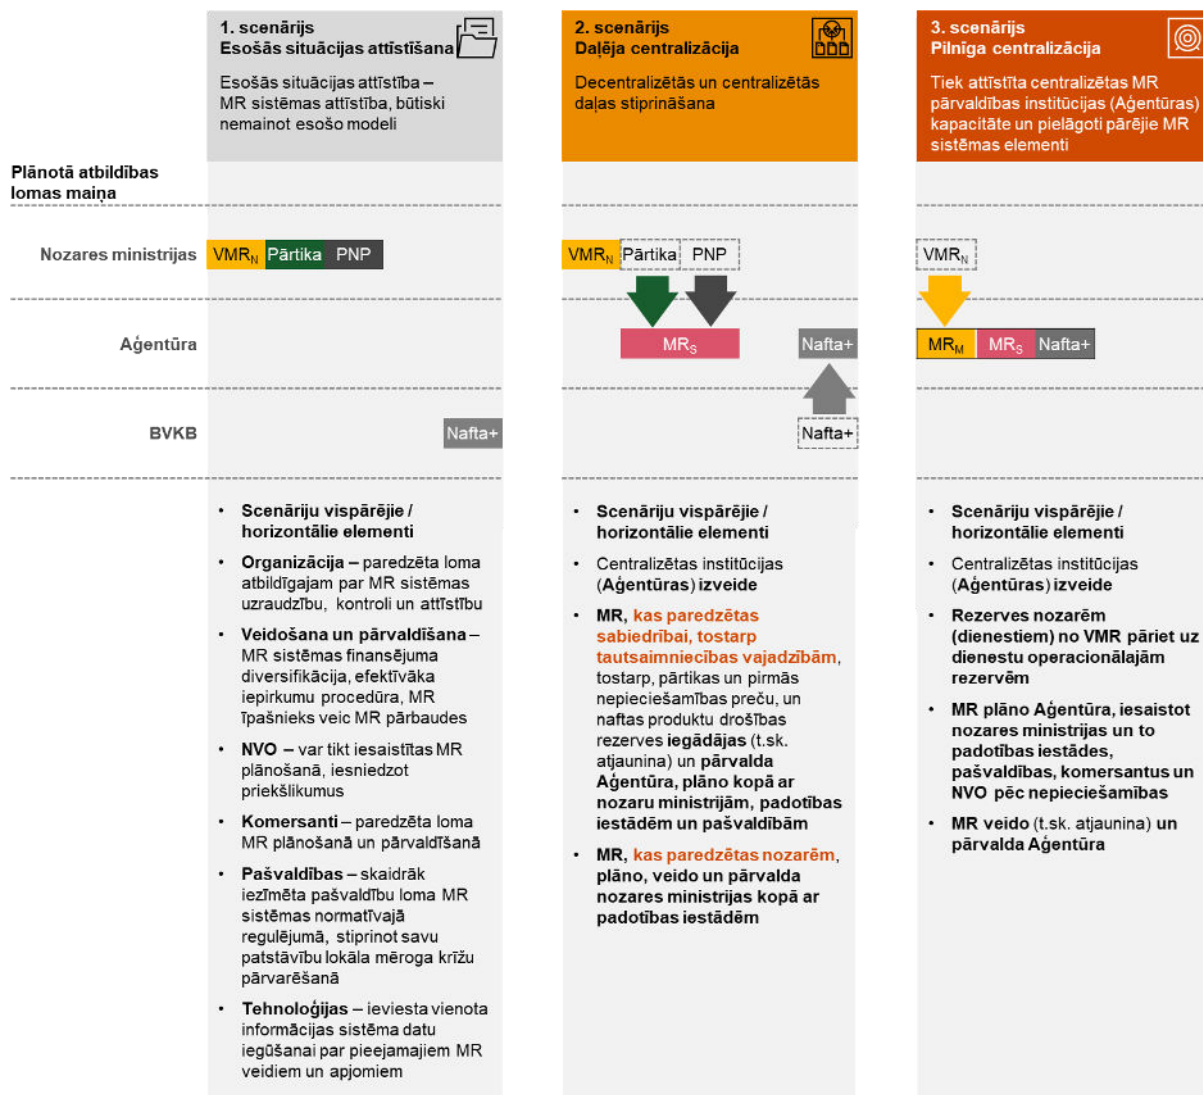 1. scenārijs
Esošās situācijas attīstīšana
Esošās situācijas attīstība –
MR sistēmas attīstība, būtiski
nemainot esošo modeli
2. scenārijs
Daļēja centralizācija
Decentralizētās un centralizētās
daļas stiprināšana
3. scenārijs
Pilnīga centralizācija
Tiek attīstīta centralizētas MR
pārvaldības institūcijas (Aģentūras)
kapacitāte un pielāgoti pārējie MR
sistēmas elementi
Plānotā atbildības
lomas maiņa
Nozares ministrijas
VMRN Pārtika PNP
VMRN Pārtika PNP
VMRN
Aģentūra
MRS
Nafta+
MRM MRS Nafta+
BVKB
Nafta+
Nafta+
• Scenāriju vispārējie /
horizontālie elementi
• Organizācija – paredzēta loma
atbildīgajam par MR sistēmas
uzraudzību, kontroli un attīstību
• Veidošana un pārvaldīšana –
MR sistēmas finansējuma
diversifikācija, efektīvāka
iepirkumu procedūra, MR
īpašnieks veic MR pārbaudes
• NVO – var tikt iesaistītas MR
plānošanā, iesniedzot
priekšlikumus
• Komersanti – paredzēta loma
MR plānošanā un pārvaldīšanā
• Pašvaldības – skaidrāk
iezīmēta pašvaldību loma MR
sistēmas normatīvajā
regulējumā, stiprinot savu
patstāvību lokāla mēroga krīžu
pārvarēšanā
• Tehnoloģijas – ieviesta vienota
informācijas sistēma datu
iegūšanai par pieejamajiem MR
veidiem un apjomiem
• Scenāriju vispārējie /
horizontālie elementi
• Centralizētas institūcijas
(Aģentūras) izveide
• MR, kas paredzētas
sabiedrībai, tostarp
tautsaimniecības vajadzībām,
tostarp, pārtikas un pirmās
nepieciešamības preču, un
naftas produktu drošības
rezerves iegādājas (t.sk.
atjaunina) un pārvalda
Aģentūra, plāno kopā ar
nozaru ministrijām, padotības
iestādēm un pašvaldībām
• MR, kas paredzētas nozarēm,
plāno, veido un pārvalda
nozares ministrijas kopā ar
padotības iestādēm
• Scenāriju vispārējie /
horizontālie elementi
• Centralizētas institūcijas
(Aģentūras) izveide
• Rezerves nozarēm
(dienestiem) no VMR pāriet uz
dienestu operacionālajām
rezervēm
• MR plāno Aģentūra, iesaistot
nozares ministrijas un to
padotības iestādes,
pašvaldības, komersantus un
NVO pēc nepieciešamības
• MR veido (t.sk. atjaunina) un
pārvalda Aģentūra